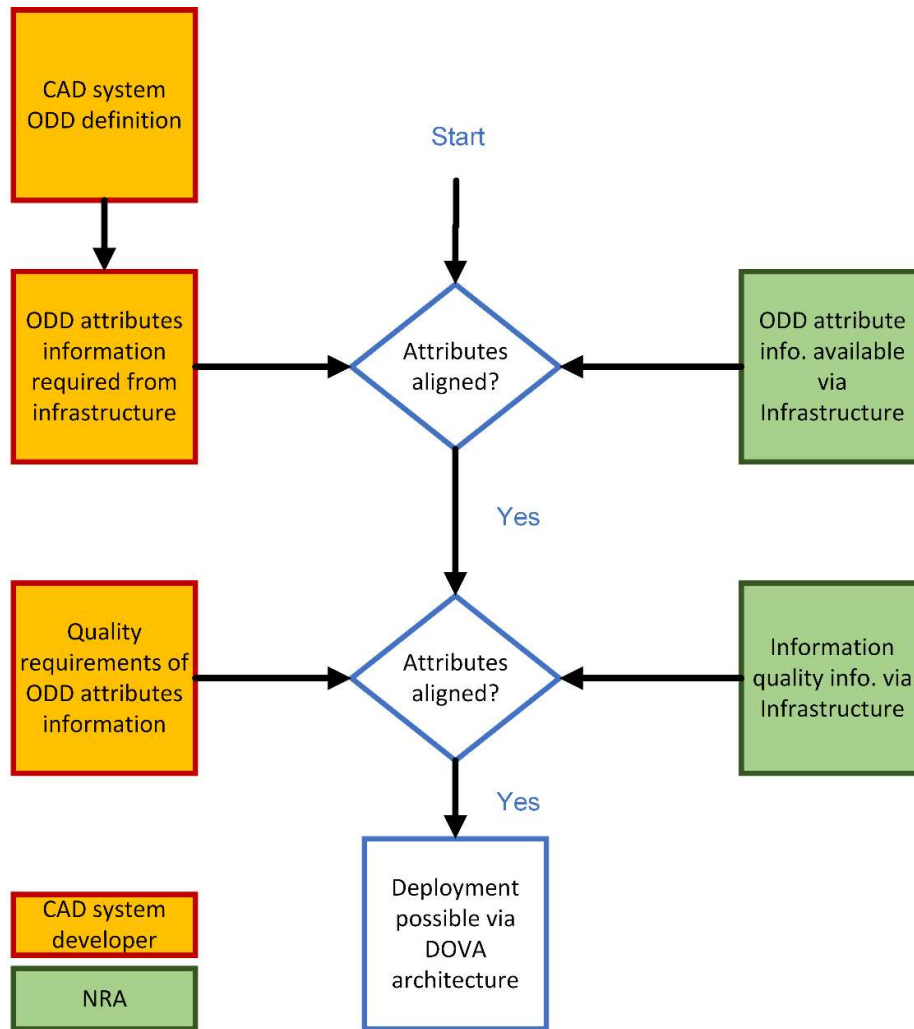 CAD system
ODD definition
Start
ODD attributes
information
required from
infrastructure
Attributes
aligned?
ODD attribute
info. available
via
Infrastructure
Yes
Quality
requirements of
ODD attributes
information
Attributes
aligned?
Information
quality info. via
Infrastructure
Yes
Deployment
possible via
DOVA
architecture
CAD system
developer
NRA